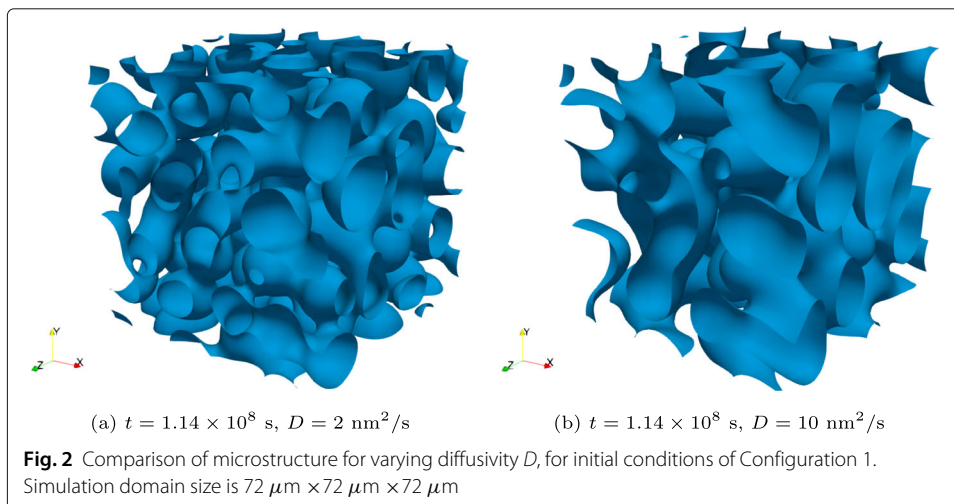 Y
Z
X
Y
Z
X
(a) t = 1.14 × 10⁸ s, D = 2 nm²/s
(b) t = 1.14 × 10⁸ s, D = 10 nm²/s
Fig. 2 Comparison of microstructure for varying diffusivity D, for initial conditions of Configuration 1.
Simulation domain size is 72 μm ×72 μm ×72 μm